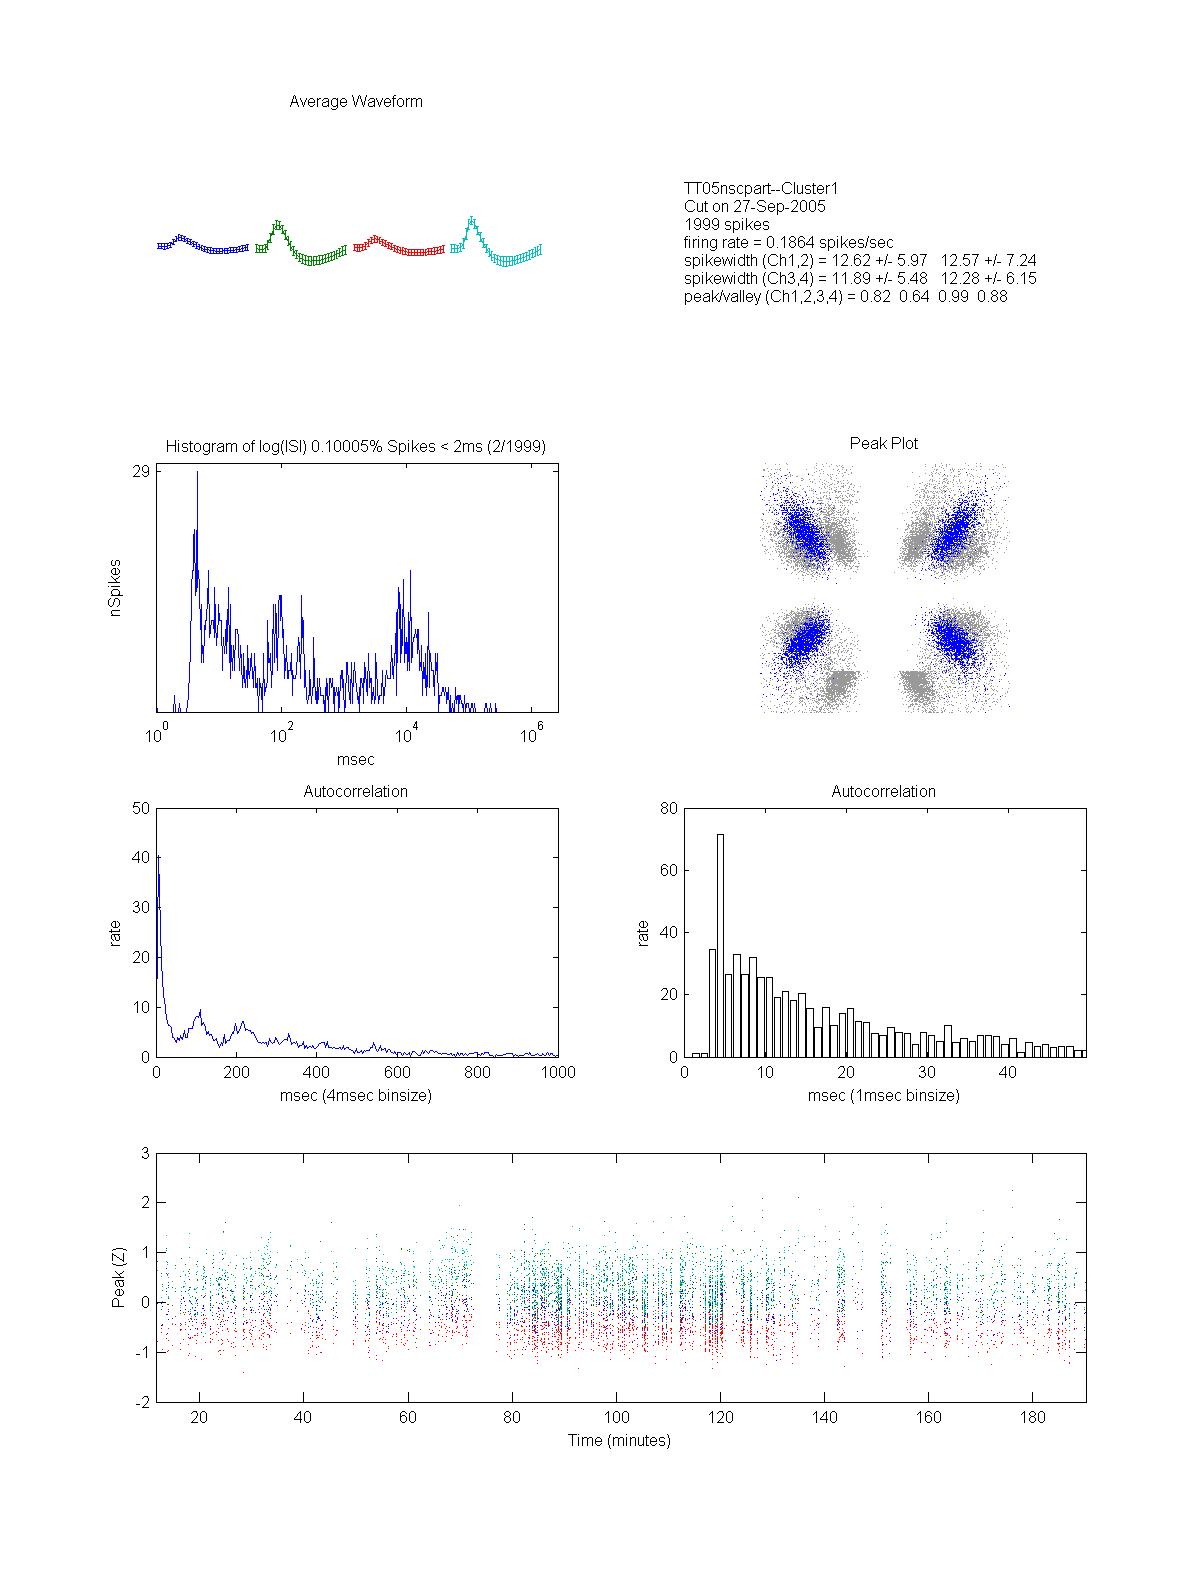 Average Waveform
TT05nscpart--Cluster1
Cut on 27-Sep-2005
1999 spikes
firing rate = 0.1864 spikes/sec
spikewidth (Ch1,2) = 12.62 +/- 5.97 12.57 +/- 7.24
spikewidth (Ch3,4) = 11.89 +/- 5.48 12.28 +/- 6.15
peak/valley (Ch1,2,3,4) = 0.82 0.64 0.99 0.88
Histogram of log(ISI) 0.10005% Spikes < 2ms (2/1999)
29
nSpikes
10^0 10^2 10^4 10^6
msec
Peak Plot
Autocorrelation
50
40
30
20
10
0
rate
0 200 400 600 800 1000
msec (4msec binsize)
Autocorrelation
80
60
40
20
0
rate
0 10 20 30 40
msec (1msec binsize)
3
2
1
0
-1
-2
Peak (Z)
20 40 60 80 100 120 140 160 180
Time (minutes)